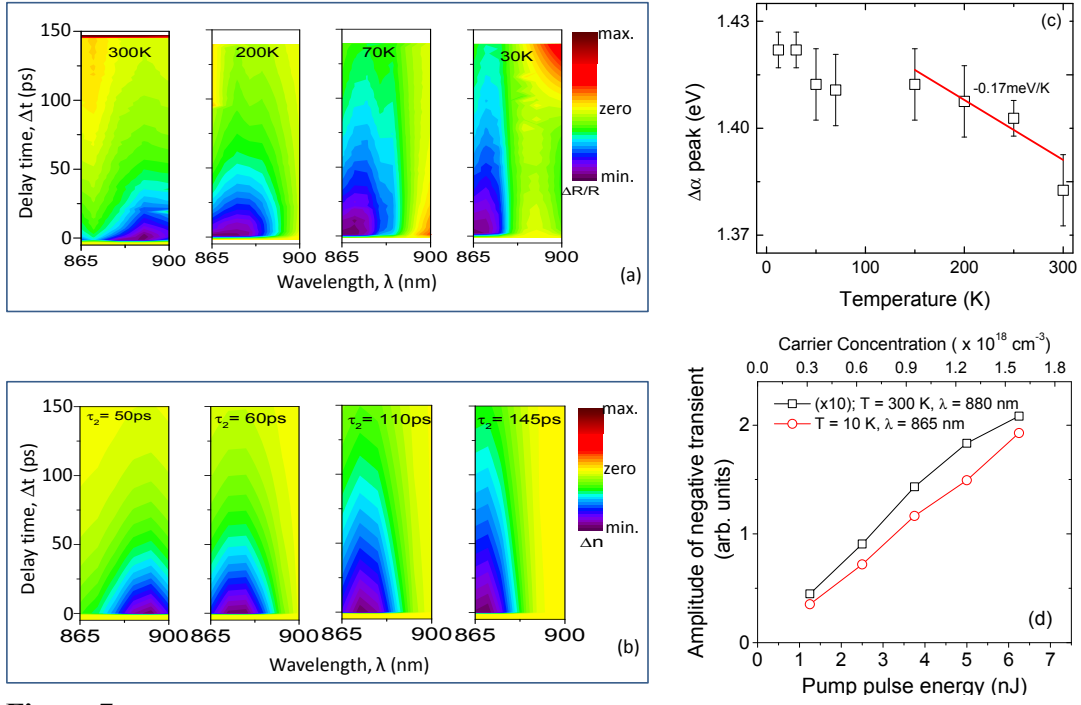 150
125
100
75
50
25
0
Delay time, Δt (ps)
300K
200K
70K
30K
max.
zero
min.
ΔR/R
865
900
865
900
865
900
865
900
Wavelength, λ (nm)
(a)
150
100
50
0
Delay time, Δt (ps)
τ2= 50ps
τ2= 60ps
τ2= 110ps
τ2= 145ps
max.
zero
min.
Δn
865
900
865
900
865
900
865
900
Wavelength, λ (nm)
(b)
(c)
1.43
1.40
1.37
Δα peak (eV)
-0.17meV/K
0
100
200
300
Temperature (K)
Carrier Concentration ( x 10^18 cm^-3)
0.0 0.3 0.6 0.9 1.2 1.5 1.8
(x10); T = 300 K, λ = 880 nm
T = 10 K, λ = 865 nm
2
1
0
Amplitude of negative transient
(arb. units)
(d)
0 1 2 3 4 5 6 7
Pump pulse energy (nJ)